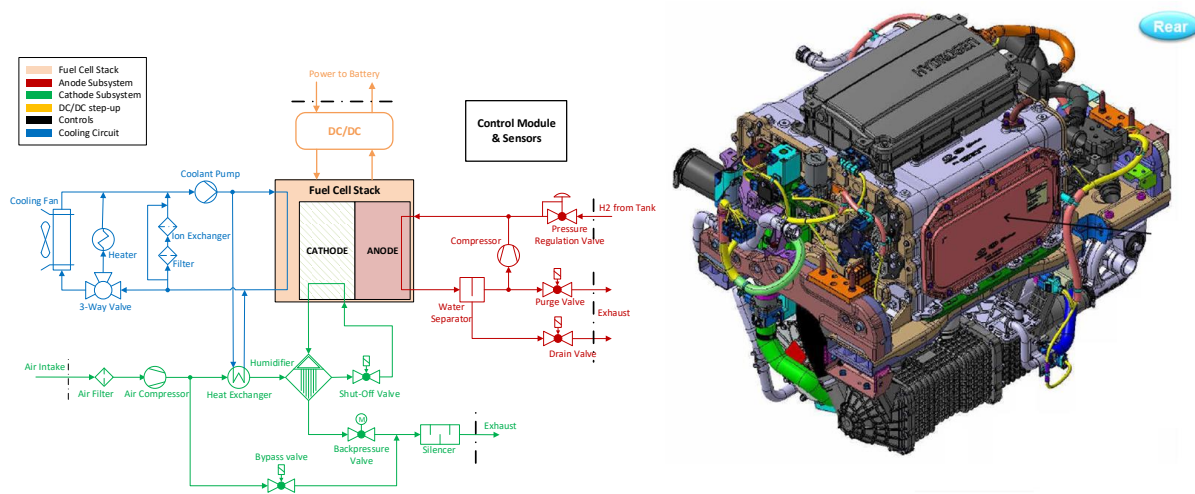 Rear
Fuel Cell Stack
Anode Subsystem
Cathode Subsystem
DC/DC step-up
Controls
Cooling Circuit
Power to Battery
DC/DC
Control Module
& Sensors
Fuel Cell Stack
CATHODE
ANODE
Cooling Fan
Coolant Pump
Ion Exchanger
Heater
Filter
3-Way Valve
H2 from Tank
Pressure
Regulation Valve
Compressor
Water
Separator
Purge Valve
Exhaust
Drain Valve
Air Intake
Air Filter
Air Compressor
Heat Exchanger
Humidifier
Shut-Off Valve
M
Backpressure
Valve
Silencer
Exhaust
Bypass valve
HYDROGEN